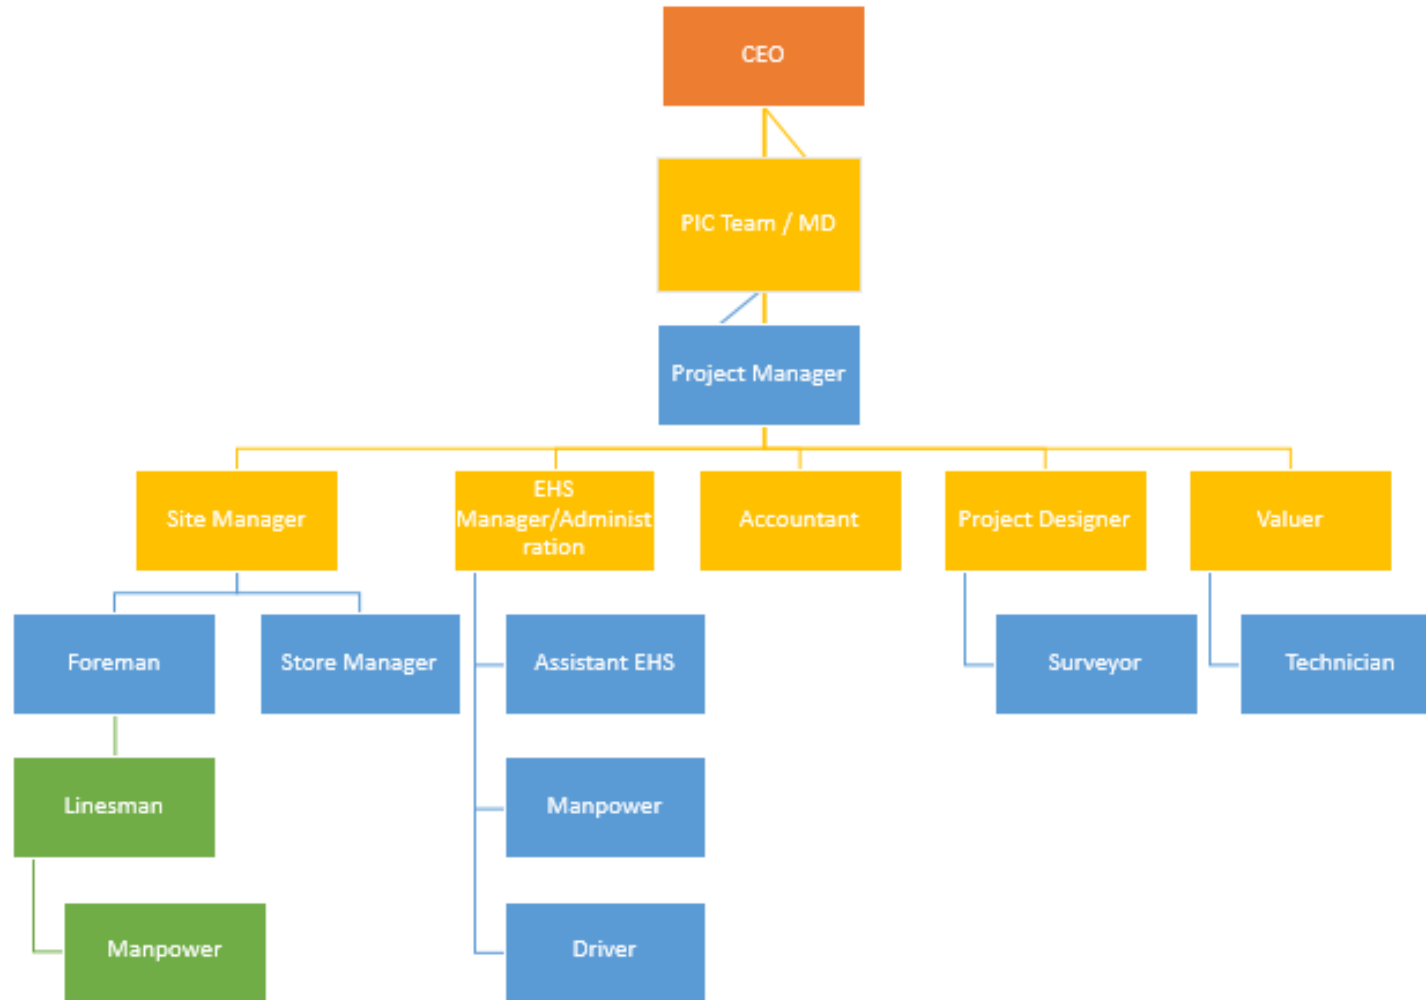 CEO
PIC Team / MD
Project Manager
Site Manager
EHS
Manager/Administ
ration
Accountant
Project Designer
Valuer
Foreman
Store Manager
Assistant EHS
Surveyor
Technician
Linesman
Manpower
Manpower
Driver